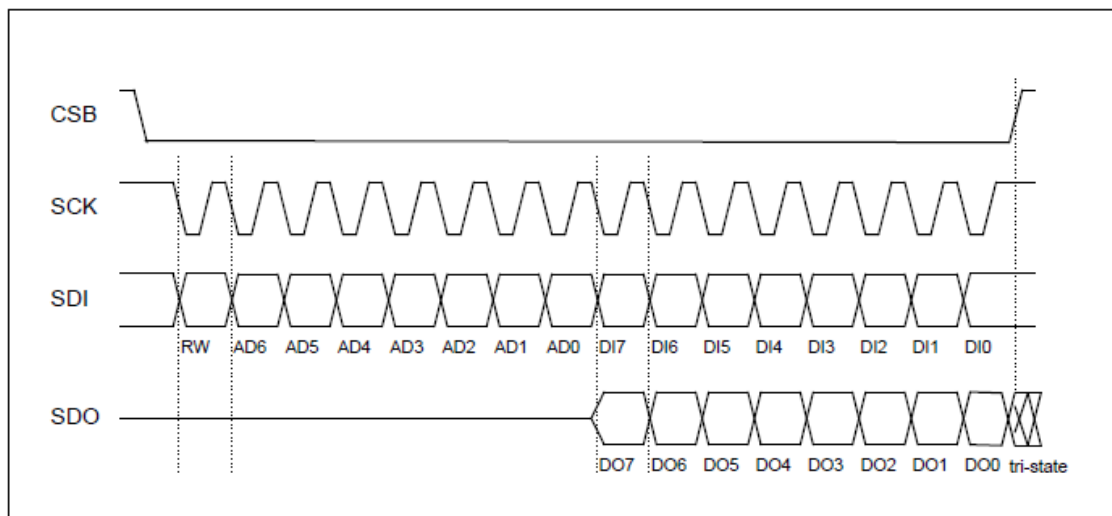 CSB
SCK
SDI
RW AD6 AD5 AD4 AD3 AD2 AD1 AD0 DI7 DI6 DI5 DI4 DI3 DI2 DI1 DI0
SDO
DO7 DO6 DO5 DO4 DO3 DO2 DO1 DO0 tri-state